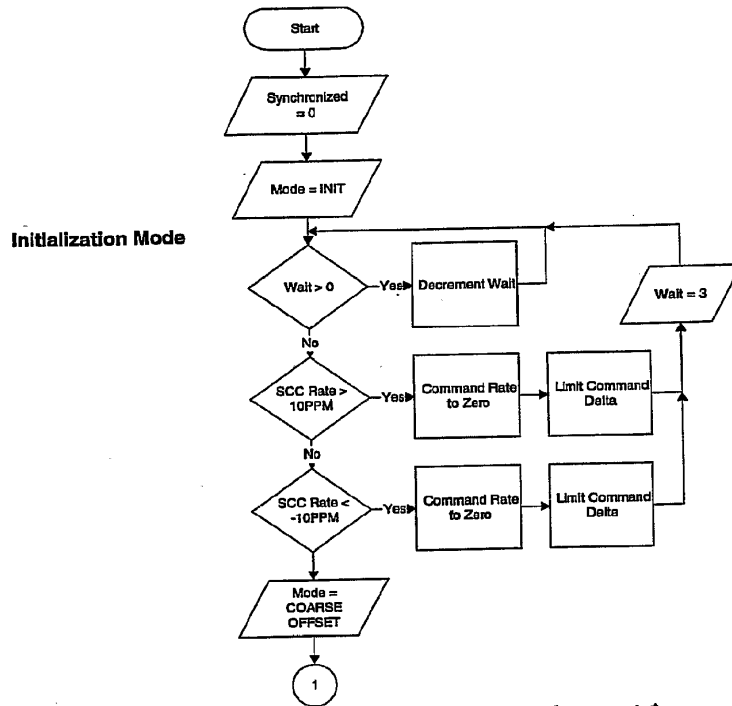 Start
Synchronized
= 0
Mode = INIT
Initialization Mode
Wait > 0
Yes
Decrement Wait
Wait = 3
No
SCC Rate >
10PPM
Yes
Command Rate
to Zero
Limit Command
Delta
No
SCC Rate <
-10PPM
Yes
Command Rate
to Zero
Limit Command
Delta
Mode =
COARSE
OFFSET
1